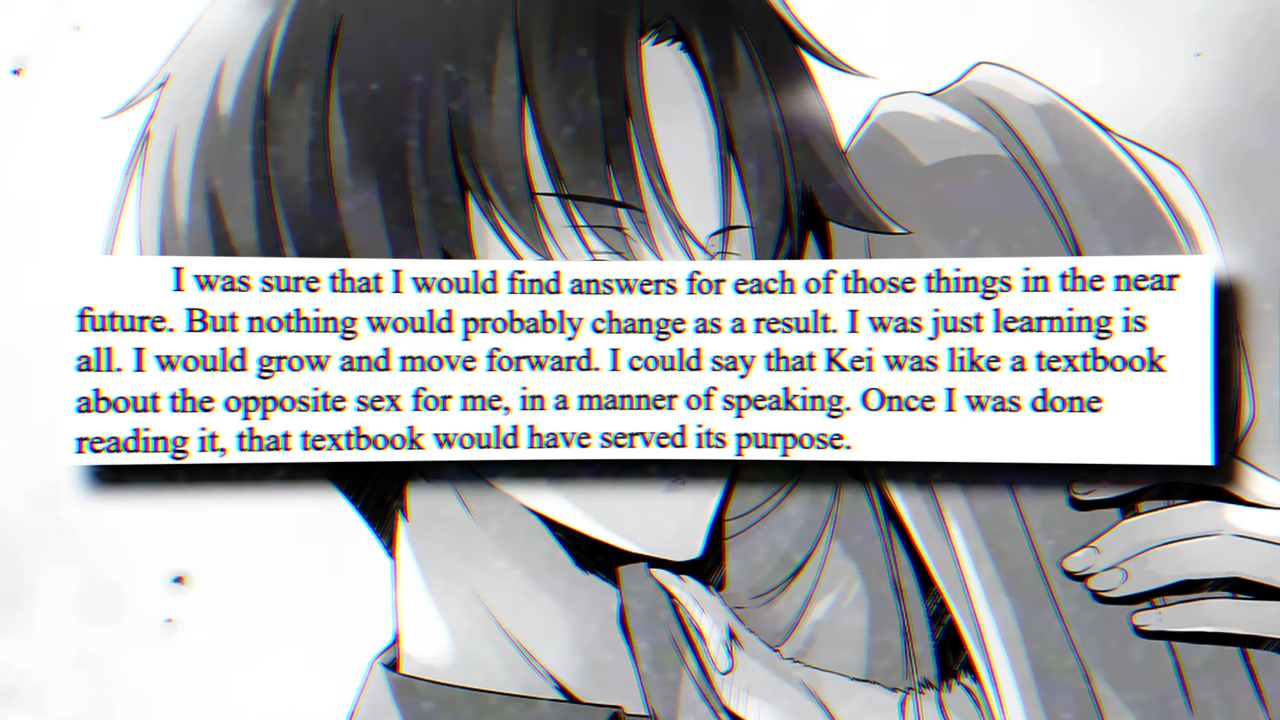 I was sure that I would find answers for each of those things in the near
future. But nothing would probably change as a result. I was just learning is
all. I would grow and move forward. I could say that Kei was like a textbook
about the opposite sex for me, in a manner of speaking. Once I was done
reading it, that textbook would have served its purpose.